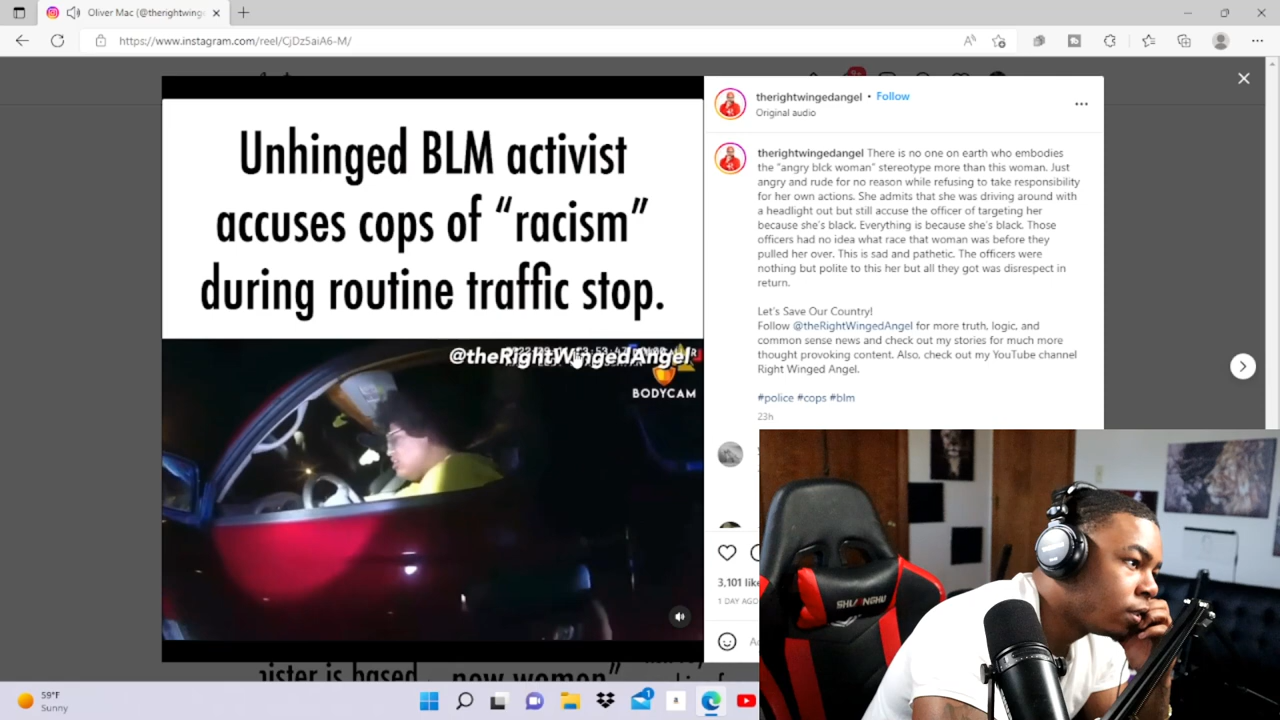 Oliver Mac (@therightwinge
https://www.instagram.com/reel/CjDz5aiA6-M/
Unhinged BLM activist
accuses cops of “racism”
during routine traffic stop.
@theRightWingedAngel
BODYCAM
therightwingedangel • Follow
Original audio
therightwingedangel There is no one on earth who embodies
the “angry blck woman” stereotype more than this woman. Just
angry and rude for no reason while refusing to take responsibility
for her own actions. She admits that she was driving around with
a headlight out but still accuse the officer of targeting her
because she’s black. Everything is because she’s black. Those
officers had no idea what race that woman was before they
pulled her over. This is sad and pathetic. The officers were
nothing but polite to this her but all they got was disrespect in
return.
Let’s Save Our Country!
Follow @theRightWingedAngel for more truth, logic, and
common sense news and check out my stories for much more
thought provoking content. Also, check out my YouTube channel
Right Winged Angel.
#police #cops #blm
23h
3,101 like
1 DAY AGO
now women”
59°F
Sunny